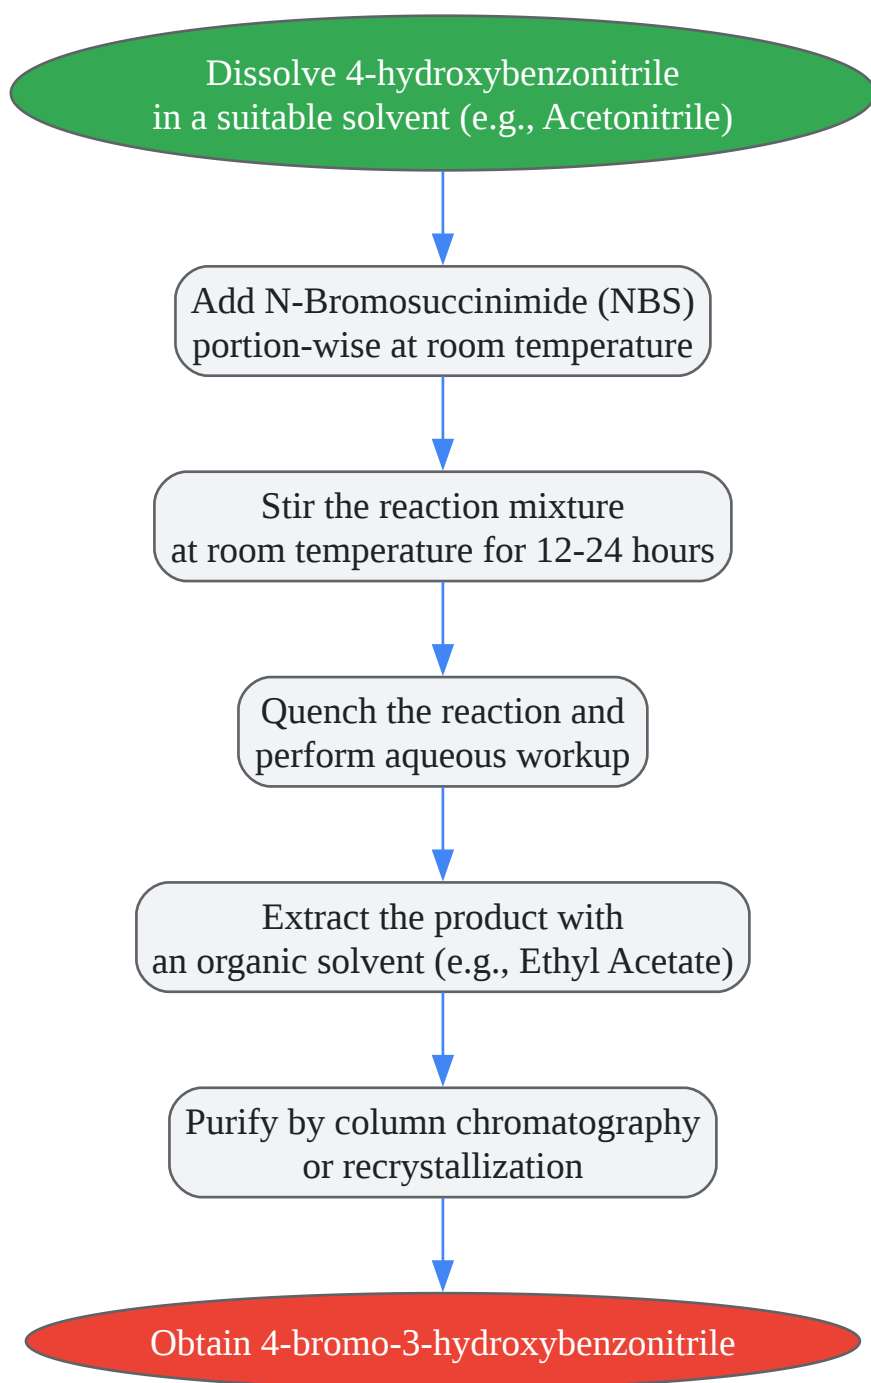 Dissolve 4-hydroxybenzonitrile
in a suitable solvent (e.g., Acetonitrile)
Add N-Bromosuccinimide (NBS)
portion-wise at room temperature
Stir the reaction mixture
at room temperature for 12-24 hours
Quench the reaction and
perform aqueous workup
Extract the product with
an organic solvent (e.g., Ethyl Acetate)
Purify by column chromatography
or recrystallization
Obtain 4-bromo-3-hydroxybenzonitrile